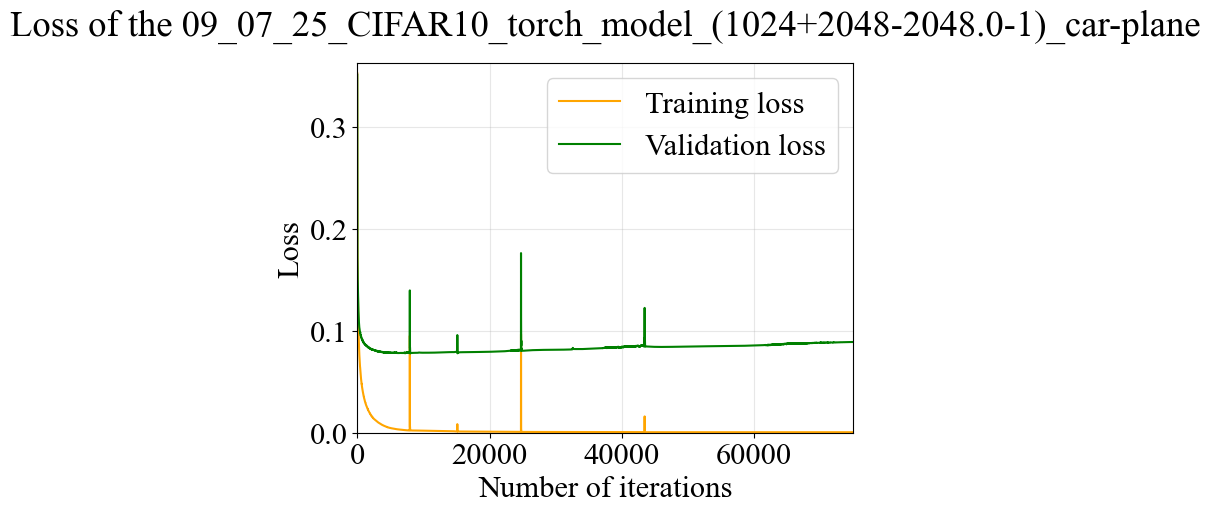 Loss of the 09_07_25_CIFAR10_torch_model_(1024+2048-2048.0-1)_car-plane
Training loss
Validation loss
0.3
0.2
0.1
0.0
Loss
0 20000 40000 60000
Number of iterations